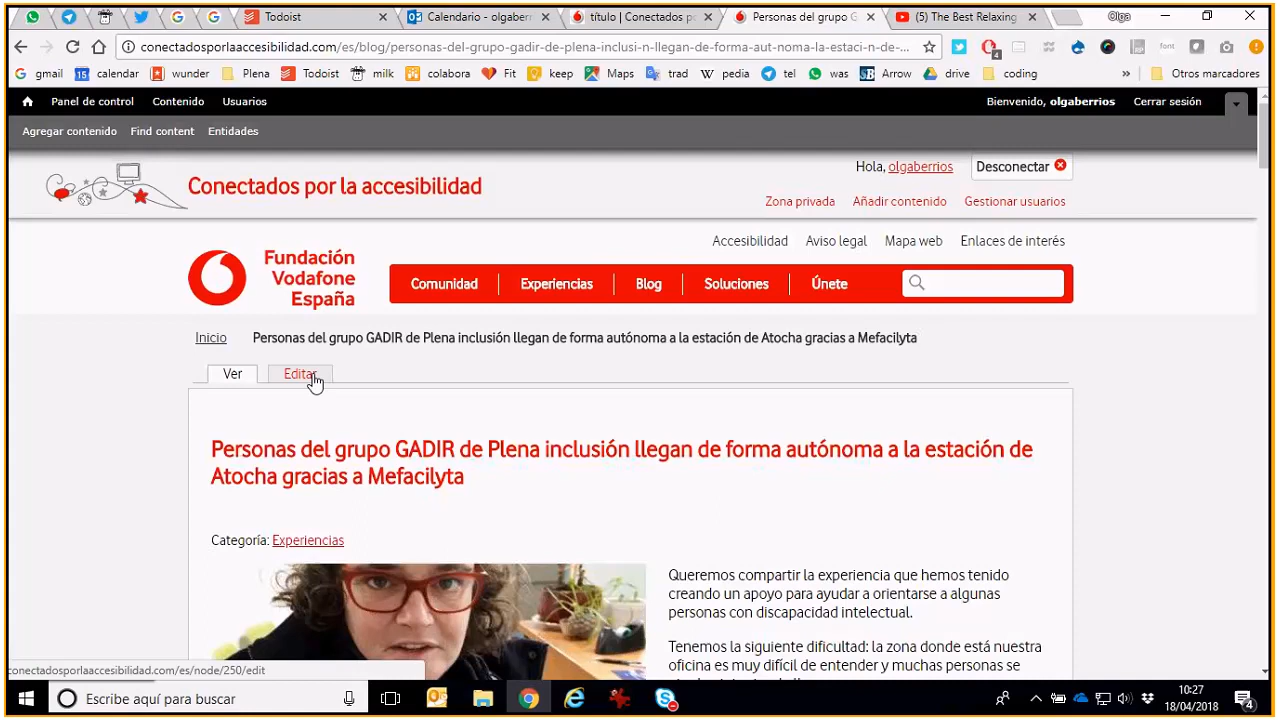 Todoist
Calendario - olgaberr
título | Conectados po
Personas del grupo G
(5) The Best Relaxing
Olga
conectadosporlaaccesibilidad.com/es/blog/personas-del-grupo-gadir-de-plena-inclusi-n-llegan-de-forma-aut-noma-la-estaci-n-de-...
gmail
15 calendar
wunder
Plena
Todoist
milk
colabora
Fit
keep
Maps
trad
pedia
tel
was
Arrow
drive
coding
»
Otros marcadores
Panel de control Contenido Usuarios
Bienvenido, olgaberrios Cerrar sesión
Agregar contenido Find content Entidades
Hola, olgaberrios Desconectar
Conectados por la accesibilidad
Zona privada Añadir contenido Gestionar usuarios
Accesibilidad Aviso legal Mapa web Enlaces de interés
Fundación
Vodafone
España
Comunidad Experiencias Blog Soluciones Únete
Inicio Personas del grupo GADIR de Plena inclusión llegan de forma autónoma a la estación de Atocha gracias a Mefacilyta
Ver Editar
Personas del grupo GADIR de Plena inclusión llegan de forma autónoma a la estación de
Atocha gracias a Mefacilyta
Categoría: Experiencias
Queremos compartir la experiencia que hemos tenido
creando un apoyo para ayudar a orientarse a algunas
personas con discapacidad intelectual.
Tenemos la siguiente dificultad: la zona donde está nuestra
oficina es muy difícil de entender y muchas personas se
conectadosporlaaccesibilidad.com/es/node/250/edit
Escribe aquí para buscar
10:27
18/04/2018
4